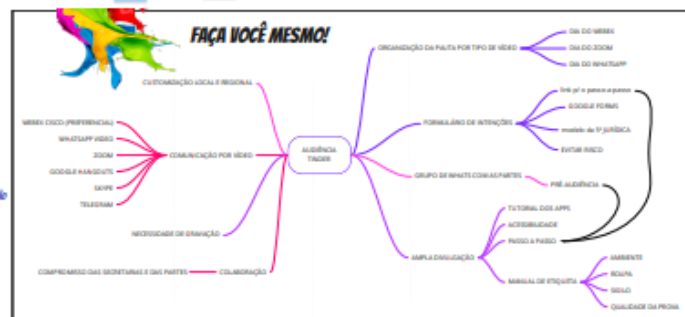 FAÇA VOCÊ MESMO!
CUSTOMIZAÇÃO LOCAL E REGIONAL
WEBEX CISCO (PREFERENCIAL)
WHATSAPP VIDEO
ZOOM
GOOGLE HANGOUTS
SKYPE
TELEGRAM
COMUNICAÇÃO POR VÍDEO
NECESSIDADE DE GRAVAÇÃO
COMPROMISSO DAS SECRETARIAS E DAS PARTES
COLABORAÇÃO
AUDIÊNCIA
TINDER
ORGANIZAÇÃO DA PAUTA POR TIPO DE VÍDEO
DIA DO WEBEX
DIA DO ZOOM
DIA DO WHATSAPP
FORMULÁRIO DE INTENÇÕES
link p/ o passo a passo
GOOGLE FORMS
modelo da 5ª JURÍDICA
EVITAR RISCO
GRUPO DE WHATS COM AS PARTES
PRÉ-AUDIÊNCIA
AMPLA DIVULGAÇÃO
TUTORIAL DOS APPS
ACESSIBILIDADE
PASSO A PASSO
MANUAL DE ETIQUETA
AMBIENTE
ROUPA
SIGILO
QUALIDADE DA PROVA